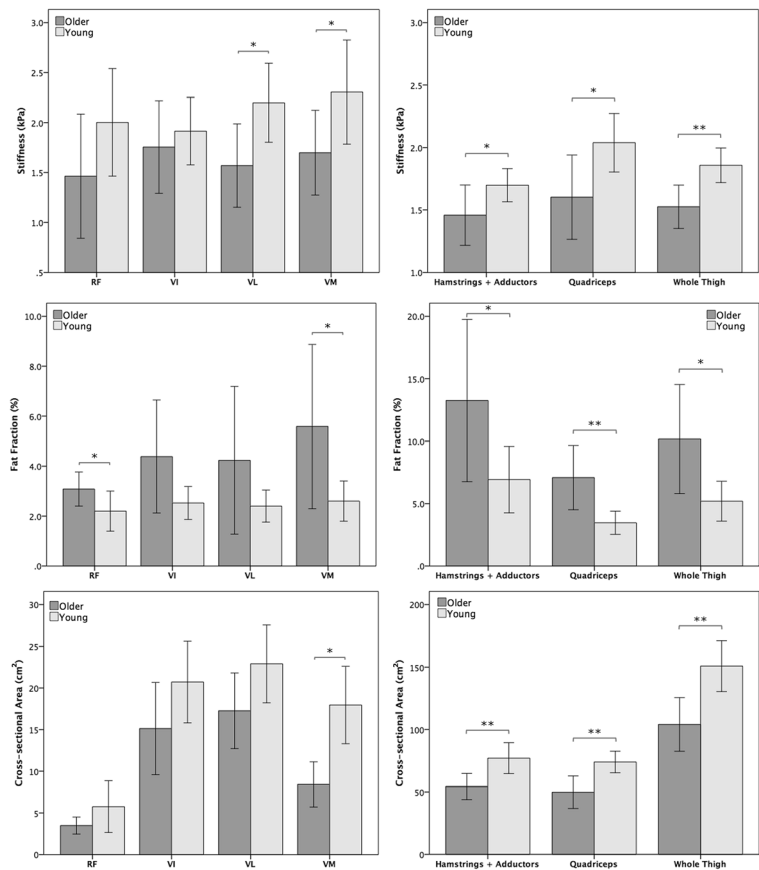 3.0
2.5
2.0
1.5
1.0
.5
Stiffness (kPa)
Older
Young
*
*
RF VI VL VM
3.0
2.5
2.0
1.5
1.0
Stiffness (kPa)
Older
Young
*
*
**
Hamstrings + Adductors Quadriceps Whole Thigh
10.0
8.0
6.0
4.0
2.0
.0
Fat Fraction (%)
Older
Young
*
*
RF VI VL VM
20.0
15.0
10.0
5.0
.0
Fat Fraction (%)
Older
Young
*
**
*
Hamstrings + Adductors Quadriceps Whole Thigh
30
25
20
15
10
5
0
Cross-sectional Area (cm²)
Older
Young
*
RF VI VL VM
200
150
100
50
0
Cross-sectional Area (cm²)
Older
Young
**
**
**
Hamstrings + Adductors Quadriceps Whole Thigh